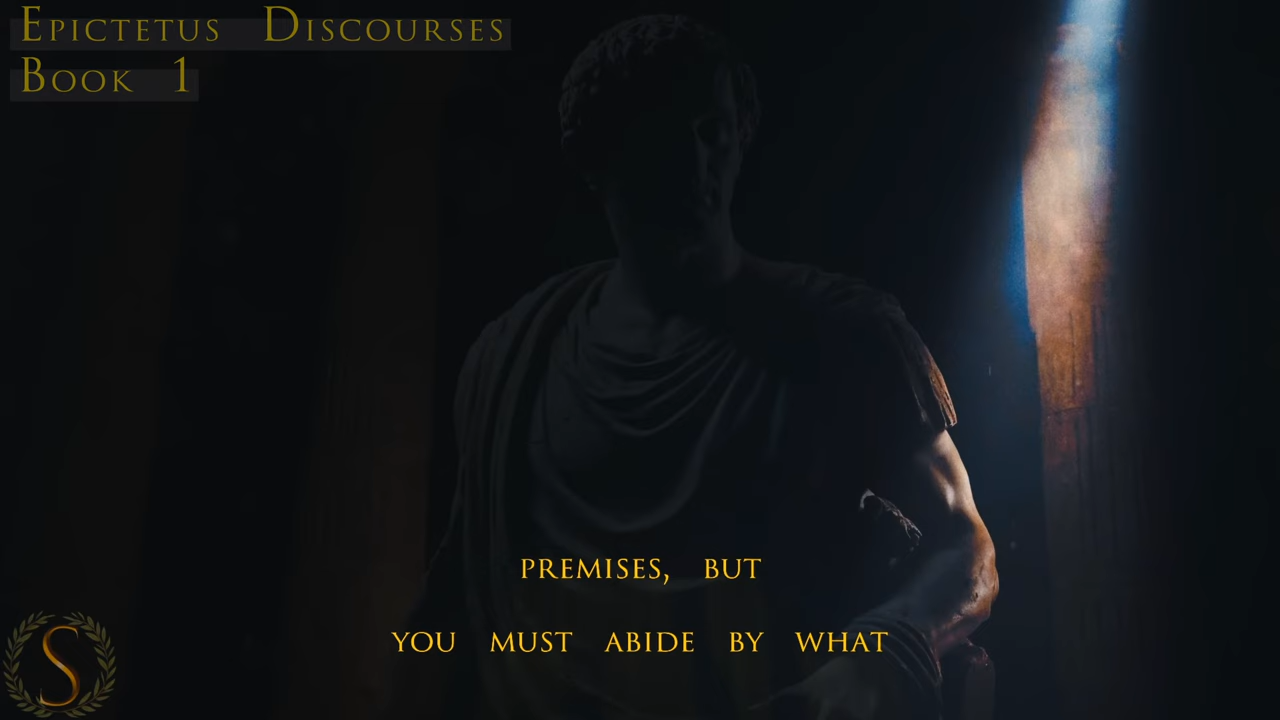 Epictetus Discourses
Book 1
PREMISES, BUT
YOU MUST ABIDE BY WHAT
S